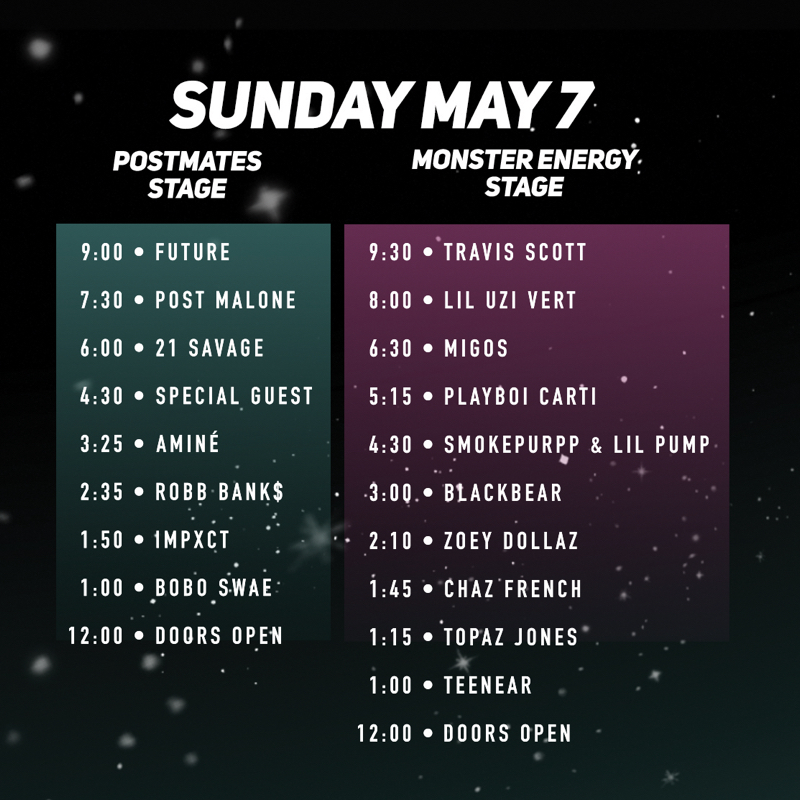 SUNDAY MAY 7
POSTMATES
STAGE
9:00 • FUTURE
7:30 • POST MALONE
6:00 • 21 SAVAGE
4:30 • SPECIAL GUEST
3:25 • AMINÉ
2:35 • ROBB BANK$
1:50 • 1MPXCT
1:00 • BOBO SWAE
12:00 • DOORS OPEN
MONSTER ENERGY
STAGE
9:30 • TRAVIS SCOTT
8:00 • LIL UZI VERT
6:30 • MIGOS
5:15 • PLAYBOI CARTI
4:30 • SMOKEPURPP & LIL PUMP
3:00 • BLACKBEAR
2:10 • ZOEY DOLLAZ
1:45 • CHAZ FRENCH
1:15 • TOPAZ JONES
1:00 • TEENEAR
12:00 • DOORS OPEN